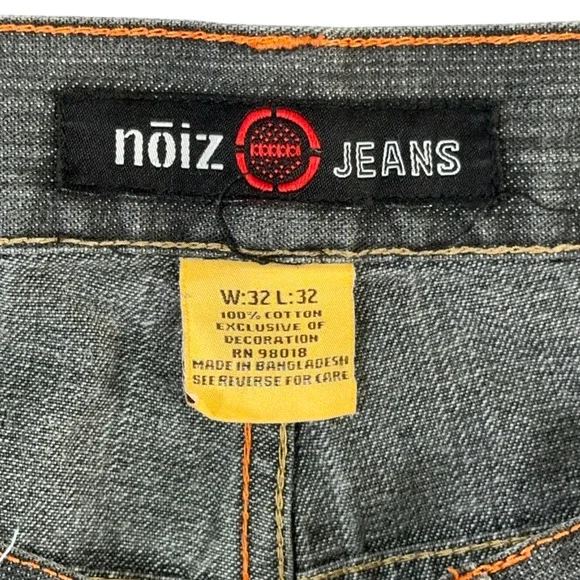 nōiz JEANS
W:32 L:32
100% COTTON
EXCLUSIVE OF
DECORATION
RN 98018
MADE IN BANGLADESH
SEE REVERSE FOR CARE